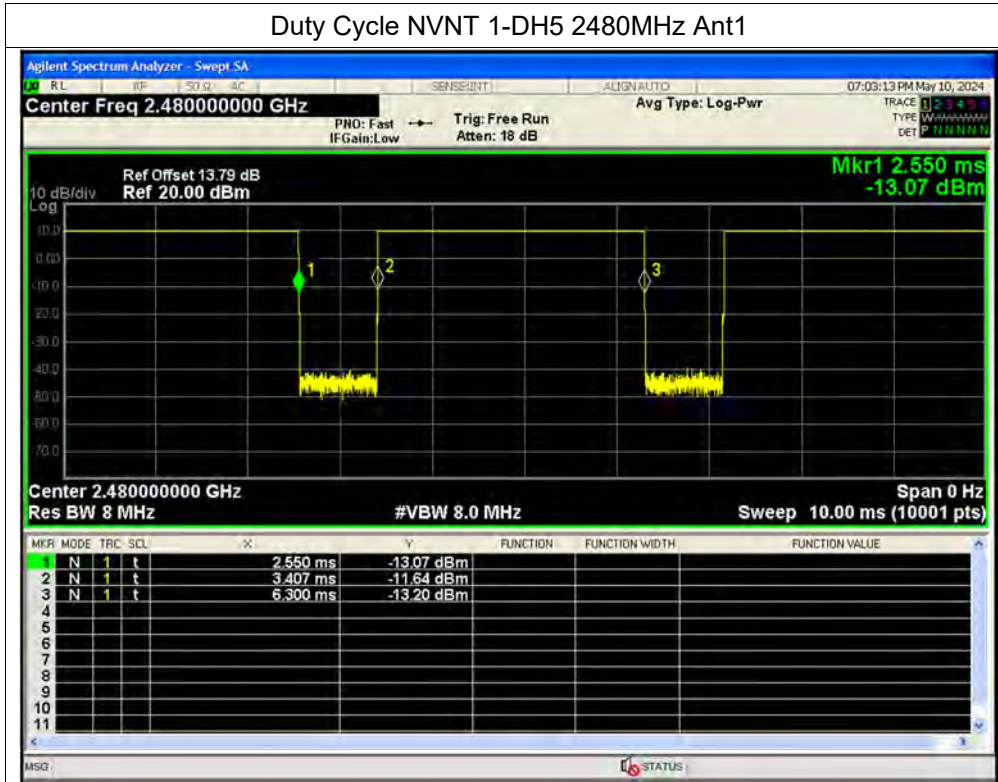 Duty Cycle NVNT 1-DH5 2480MHz Ant1
Agilent Spectrum Analyzer - Swept SA
RL RF 50 Ω AC SENSE:INT ALIGN AUTO 07:03:13 PM May 10, 2024
Center Freq 2.480000000 GHz Avg Type: Log-Pwr TRACE 1 2 3 4 5 6
PNO: Fast Trig: Free Run TYPE W
IFGain:Low Atten: 18 dB DET P N N N N N
Mkr1 2.550 ms
Ref Offset 13.79 dB
10 dB/div Ref 20.00 dBm -13.07 dBm
Log
10.0
0.00
-10.0
-20.0
-30.0
-40.0
-50.0
-60.0
-70.0
1
2
3
Center 2.480000000 GHz Span 0 Hz
Res BW 8 MHz #VBW 8.0 MHz Sweep 10.00 ms (10001 pts)
MKR MODE TRC SCL X Y FUNCTION FUNCTION WIDTH FUNCTION VALUE
1 N 1 t 2.550 ms -13.07 dBm
2 N 1 t 3.407 ms -11.64 dBm
3 N 1 t 6.300 ms -13.20 dBm
4
5
6
7
8
9
10
11
MSG STATUS